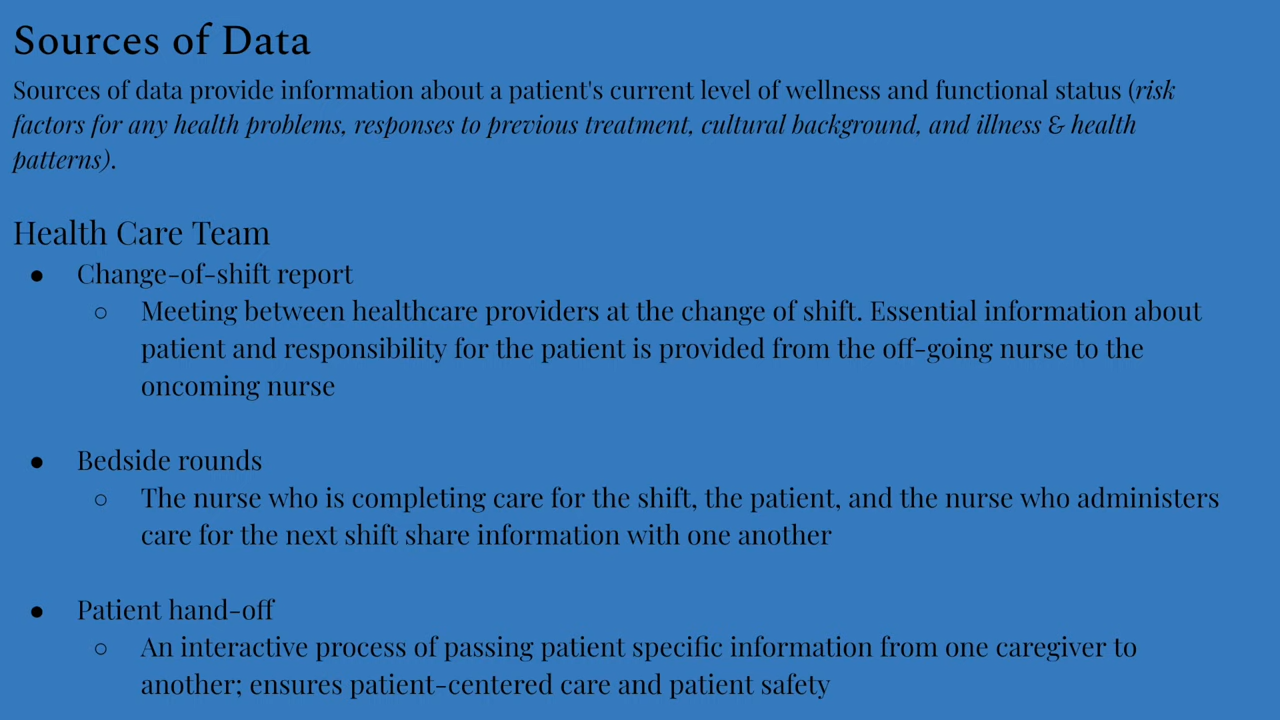 Sources of Data
Sources of data provide information about a patient's current level of wellness and functional status (risk
factors for any health problems, responses to previous treatment, cultural background, and illness & health
patterns).
Health Care Team
● Change-of-shift report
○ Meeting between healthcare providers at the change of shift. Essential information about
patient and responsibility for the patient is provided from the off-going nurse to the
oncoming nurse
● Bedside rounds
○ The nurse who is completing care for the shift, the patient, and the nurse who administers
care for the next shift share information with one another
● Patient hand-off
○ An interactive process of passing patient specific information from one caregiver to
another; ensures patient-centered care and patient safety